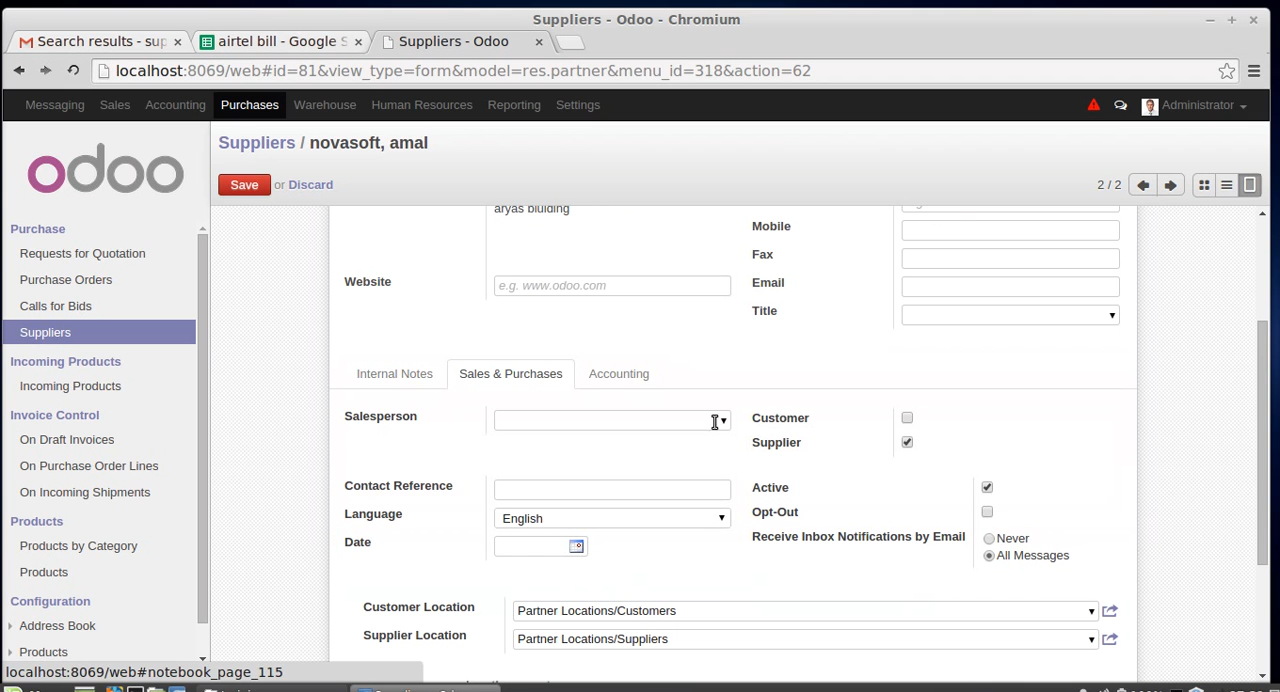 Suppliers - Odoo - Chromium
Search results - sup
airtel bill - Google S
Suppliers - Odoo
localhost:8069/web#id=81&view_type=form&model=res.partner&menu_id=318&action=62
Messaging Sales Accounting Purchases Warehouse Human Resources Reporting Settings Administrator
odoo
Suppliers / novasoft, amal
Save or Discard
2 / 2
Purchase
Requests for Quotation
Purchase Orders
Calls for Bids
Suppliers
Incoming Products
Incoming Products
Invoice Control
On Draft Invoices
On Purchase Order Lines
On Incoming Shipments
Products
Products by Category
Products
Configuration
Address Book
Products
aryas biulding
Website
e.g. www.odoo.com
Mobile
Fax
Email
Title
Internal Notes Sales & Purchases Accounting
Salesperson
Customer
Supplier
Contact Reference
Language
English
Date
Active
Opt-Out
Receive Inbox Notifications by Email
Never
All Messages
Customer Location
Partner Locations/Customers
Supplier Location
Partner Locations/Suppliers
localhost:8069/web#notebook_page_115